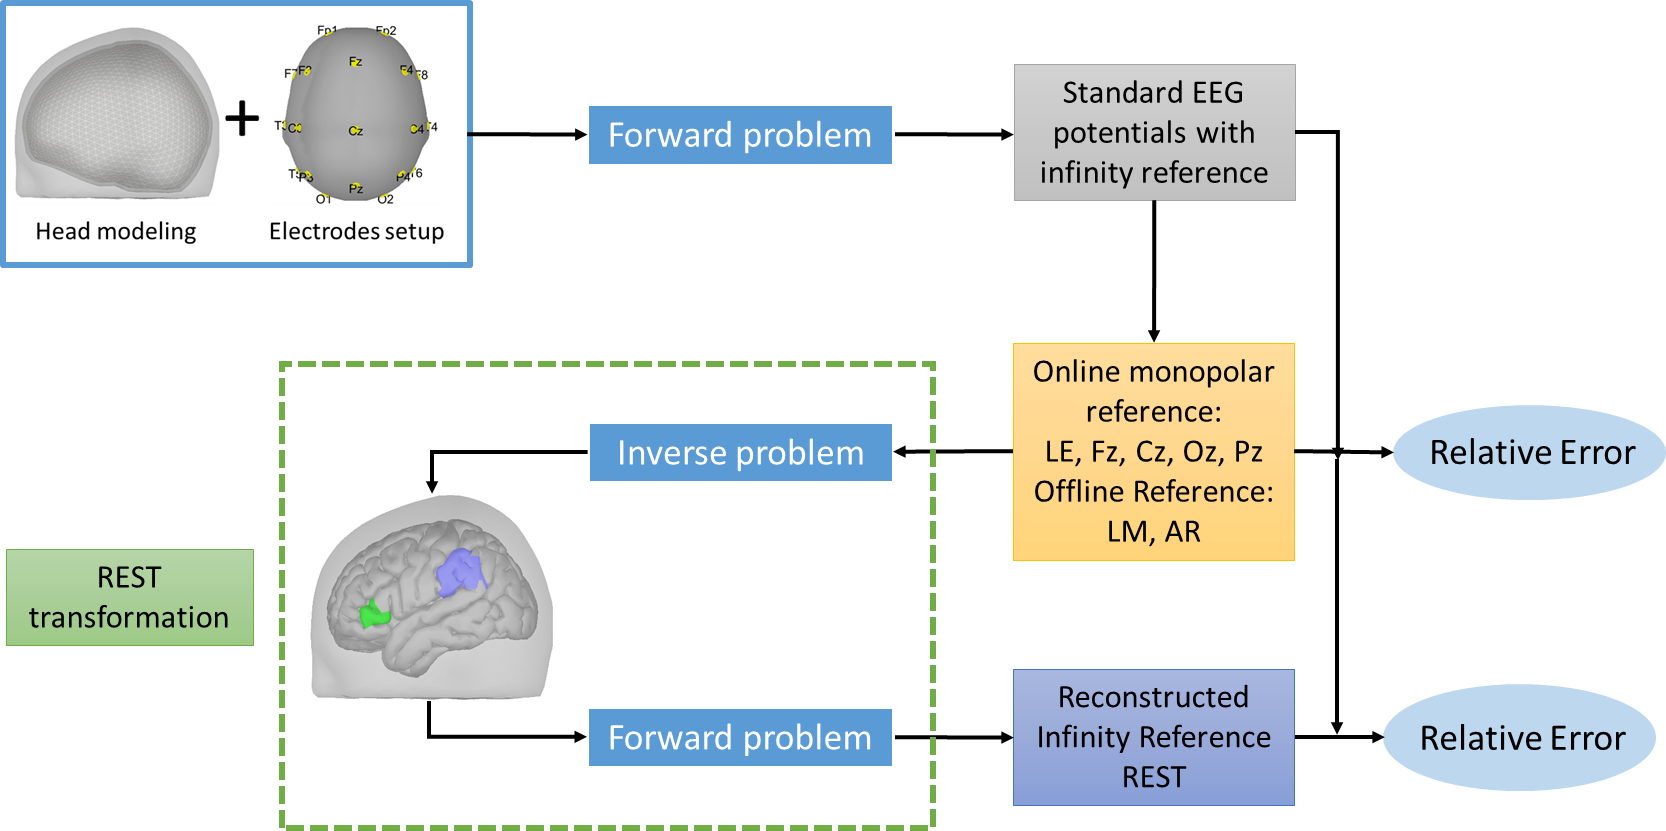 Fp1
Fp2
Fz
F7
F3
F4
F8
T3
C3
Cz
C4
T4
P3
Pz
P4
T6
O1
O2
+
Head modeling
Electrodes setup
Forward problem
Standard EEG
potentials with
infinity reference
Online monopolar
reference:
LE, Fz, Cz, Oz, Pz
Offline Reference:
LM, AR
Relative Error
Inverse problem
REST
transformation
Forward problem
Reconstructed
Infinity Reference
REST
Relative Error